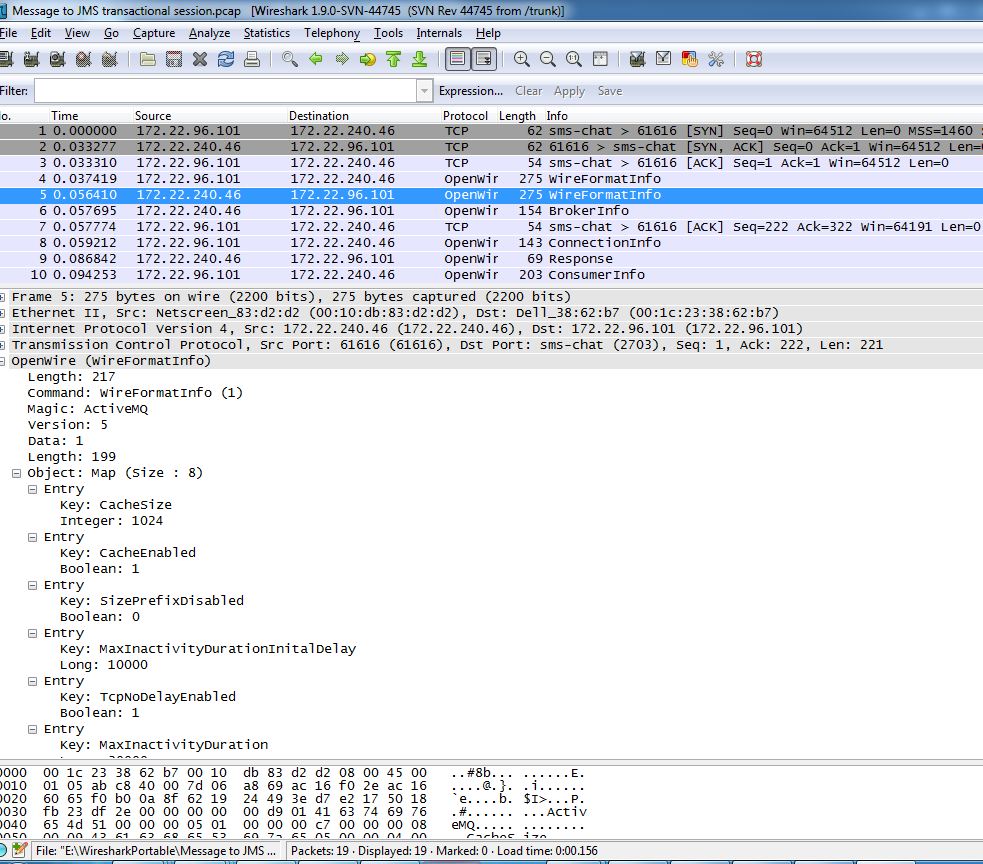 Message to JMS transactional session.pcap [Wireshark 1.9.0-SVN-44745 (SVN Rev 44745 from /trunk)]
File Edit View Go Capture Analyze Statistics Telephony Tools Internals Help
Filter: Expression... Clear Apply Save
o. Time Source Destination Protocol Length Info
1 0.000000 172.22.96.101 172.22.240.46 TCP 62 sms-chat > 61616 [SYN] Seq=0 Win=64512 Len=0 MSS=1460
2 0.033277 172.22.240.46 172.22.96.101 TCP 62 61616 > sms-chat [SYN, ACK] Seq=0 Ack=1 Win=64512 Len=
3 0.033310 172.22.96.101 172.22.240.46 TCP 54 sms-chat > 61616 [ACK] Seq=1 Ack=1 Win=64512 Len=0
4 0.037419 172.22.96.101 172.22.240.46 OpenWir 275 WireFormatInfo
5 0.056410 172.22.240.46 172.22.96.101 OpenWir 275 WireFormatInfo
6 0.057695 172.22.240.46 172.22.96.101 OpenWir 154 BrokerInfo
7 0.057774 172.22.96.101 172.22.240.46 TCP 54 sms-chat > 61616 [ACK] Seq=222 Ack=322 Win=64191 Len=0
8 0.059212 172.22.96.101 172.22.240.46 OpenWir 143 ConnectionInfo
9 0.086842 172.22.240.46 172.22.96.101 OpenWir 69 Response
10 0.094253 172.22.96.101 172.22.240.46 OpenWir 203 ConsumerInfo
Frame 5: 275 bytes on wire (2200 bits), 275 bytes captured (2200 bits)
Ethernet II, Src: Netscreen_83:d2:d2 (00:10:db:83:d2:d2), Dst: Dell_38:62:b7 (00:1c:23:38:62:b7)
Internet Protocol Version 4, Src: 172.22.240.46 (172.22.240.46), Dst: 172.22.96.101 (172.22.96.101)
Transmission Control Protocol, Src Port: 61616 (61616), Dst Port: sms-chat (2703), Seq: 1, Ack: 222, Len: 221
OpenWire (WireFormatInfo)
Length: 217
Command: WireFormatInfo (1)
Magic: ActiveMQ
Version: 5
Data: 1
Length: 199
Object: Map (Size : 8)
Entry
Key: CacheSize
Integer: 1024
Entry
Key: CacheEnabled
Boolean: 1
Entry
Key: SizePrefixDisabled
Boolean: 0
Entry
Key: MaxInactivityDurationInitalDelay
Long: 10000
Entry
Key: TcpNoDelayEnabled
Boolean: 1
Entry
Key: MaxInactivityDuration
0000 00 1c 23 38 62 b7 00 10 db 83 d2 d2 08 00 45 00 ..#8b... ......E.
0010 01 05 ab c8 40 00 7d 06 a8 69 ac 16 f0 2e ac 16 ....@.}. .i......
0020 60 65 f0 b0 0a 8f 62 19 24 49 3e d7 e2 17 50 18 `e....b. $I>...P.
0030 fb 23 df 2e 00 00 00 00 00 d9 01 41 63 74 69 76 .#...... ...Activ
0040 65 4d 51 00 00 00 05 01 00 00 00 c7 00 00 00 08 eMQ..... ........
File: "E:\WiresharkPortable\Message to JMS ... Packets: 19 · Displayed: 19 · Marked: 0 · Load time: 0:00.156